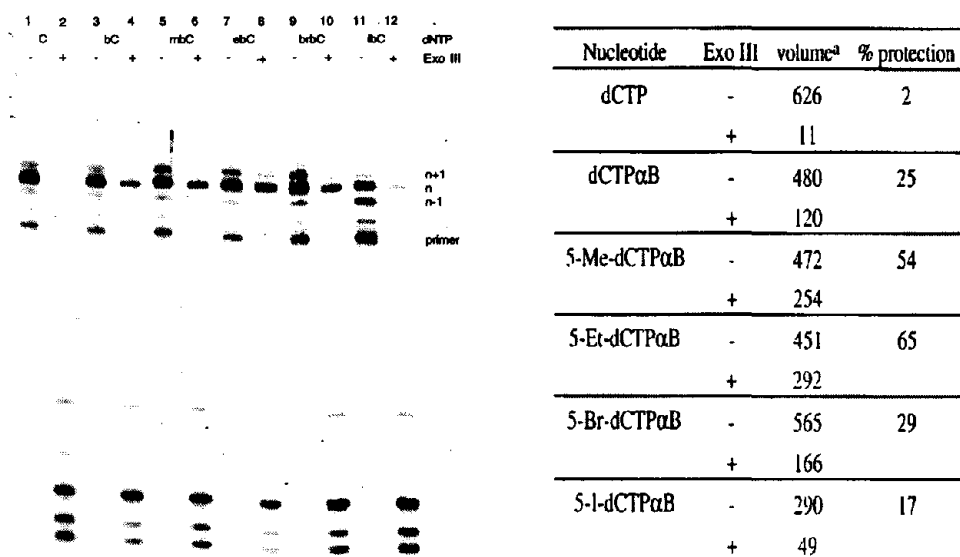 1 2 3 4 5 6 7 8 9 10 11 12
C bC mbC ebC brbC ibC dNTP
- + - + - + - + - + - + Exo III
n+1
n
n-1
primer
Nucleotide Exo III volumeᵃ % protection
dCTP - 626 2
+ 11
dCTPαB - 480 25
+ 120
5-Me-dCTPαB - 472 54
+ 254
5-Et-dCTPαB - 451 65
+ 292
5-Br-dCTPαB - 565 29
+ 166
5-I-dCTPαB - 290 17
+ 49